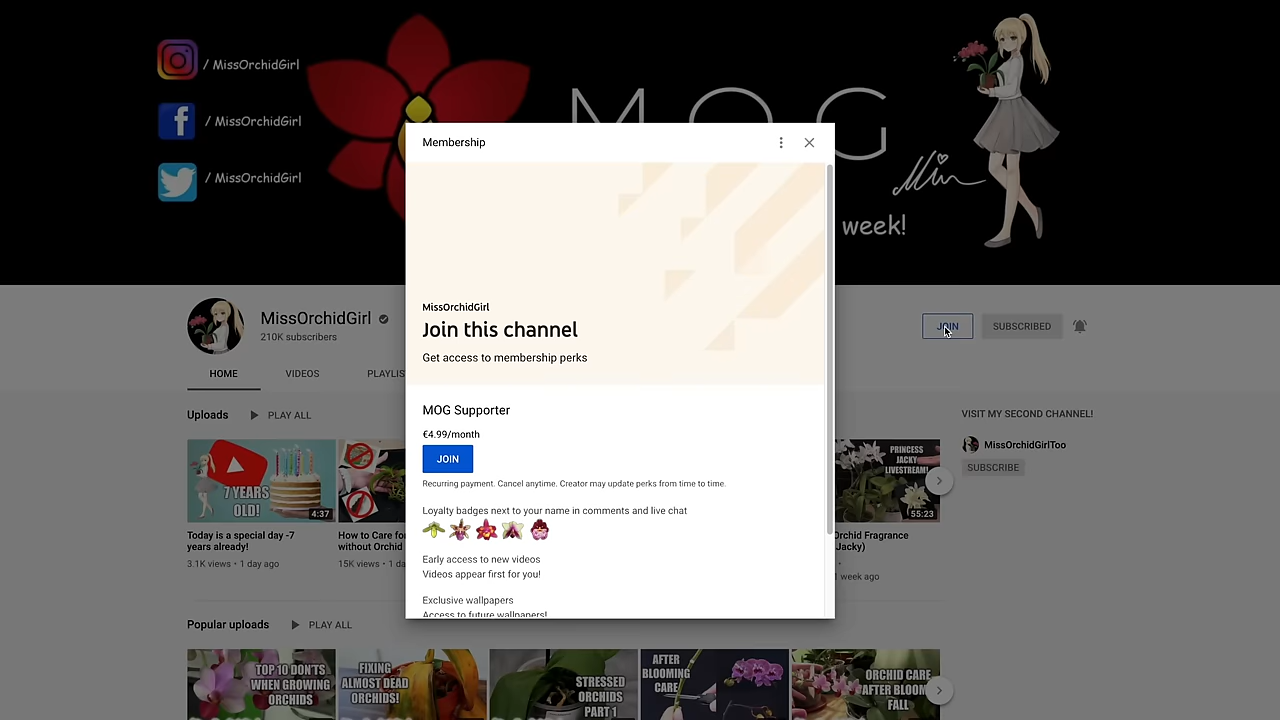 / MissOrchidGirl
/ MissOrchidGirl
/ MissOrchidGirl
M O G
week!
Membership
MissOrchidGirl
Join this channel
Get access to membership perks
MOG Supporter
€4.99/month
JOIN
Recurring payment. Cancel anytime. Creator may update perks from time to time.
Loyalty badges next to your name in comments and live chat
Early access to new videos
Videos appear first for you!
Exclusive wallpapers
Access to future wallpapers!
MissOrchidGirl
210K subscribers
JOIN
SUBSCRIBED
HOME
VIDEOS
PLAYLIS
Uploads
PLAY ALL
7 YEARS
OLD!
4:37
Today is a special day -7
years already!
3.1K views • 1 day ago
How to Care fo
without Orchid
15K views • 1 da
PRINCESS
JACKY
LIVESTREAM!
55:23
Orchid Fragrance
Jacky)
1 week ago
VISIT MY SECOND CHANNEL!
MissOrchidGirlToo
SUBSCRIBE
Popular uploads
PLAY ALL
TOP 10 DON'TS
WHEN GROWING
ORCHIDS
FIXING
ALMOST DEAD
ORCHIDS!
STRESSED
ORCHIDS
PART 1
AFTER
BLOOMING
CARE
ORCHID CARE
AFTER BLOOM
FALL